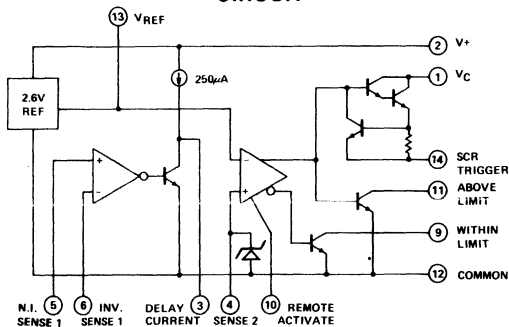 13 VREF
2 V+
250μA
1 VC
2.6V
REF
+
−
−
+
14 SCR
TRIGGER
11 ABOVE
LIMIT
9 WITHIN
LIMIT
12 COMMON
N.I. 5 6 INV. DELAY 3 4 10 REMOTE
SENSE 1 SENSE 1 CURRENT SENSE 2 ACTIVATE